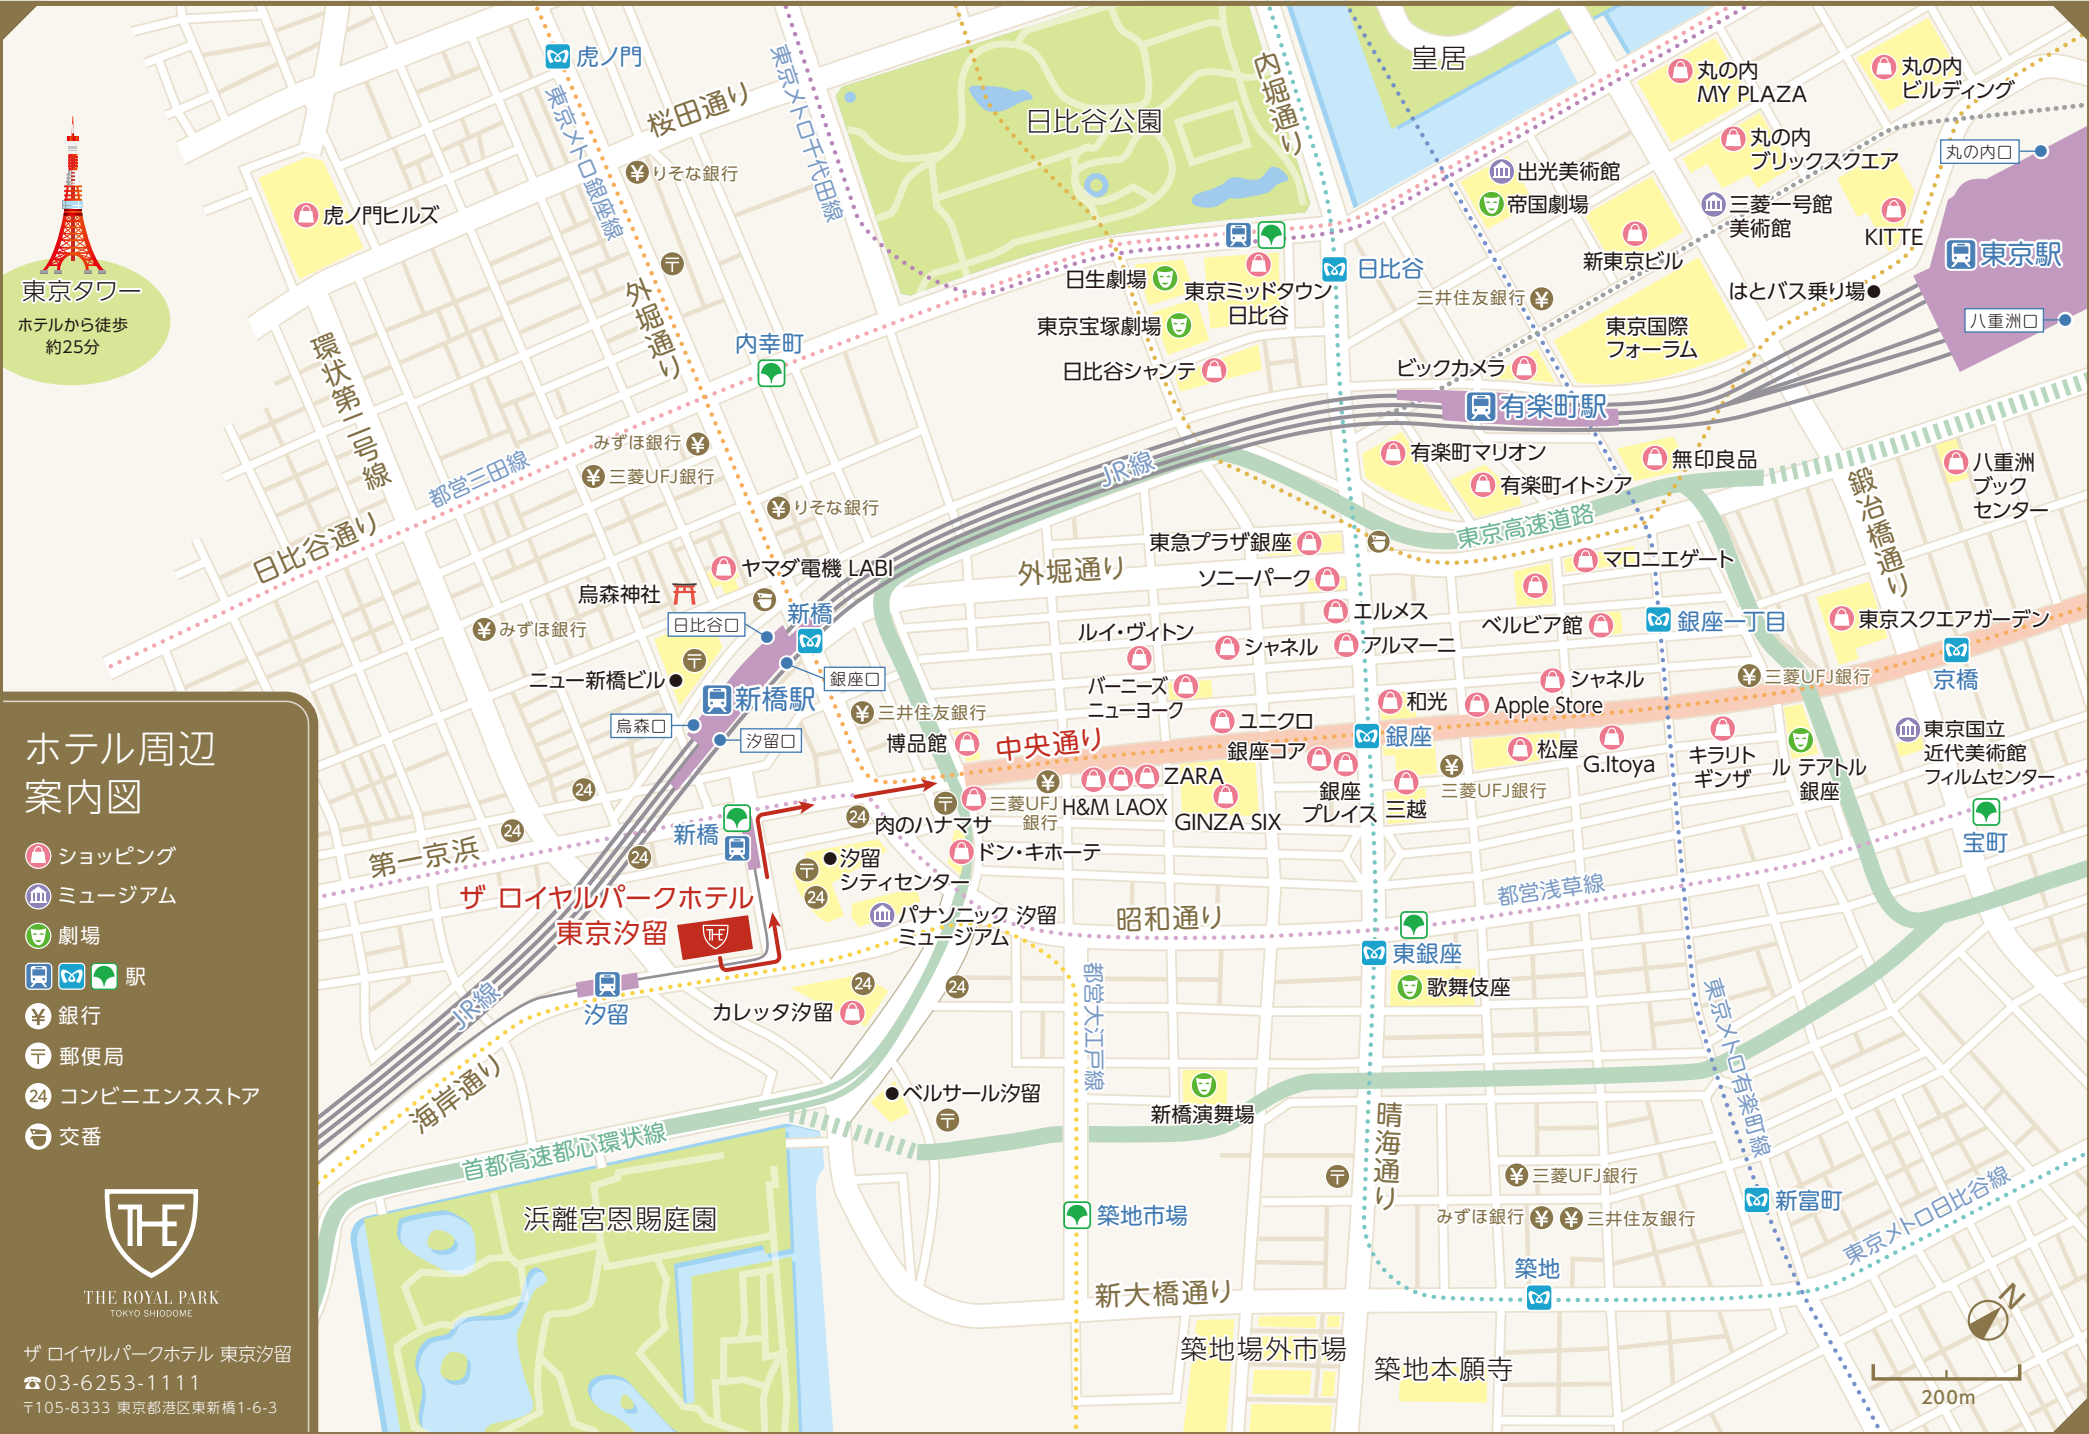 虎ノ門
桜田通り
東京メトロ銀座線
東京メトロ千代田線
りそな銀行
虎ノ門ヒルズ
東京タワー
ホテルから徒歩
約25分
環状第二号線
外堀通り
内幸町
みずほ銀行
三菱UFJ銀行
都営三田線
日比谷通り
りそな銀行
日比谷公園
内堀通り
皇居
丸の内
MY PLAZA
丸の内
ビルディング
丸の内
ブリックスクエア
丸の内口
出光美術館
帝国劇場
三菱一号館
美術館
KITTE
新東京ビル
東京駅
はとバス乗り場
八重洲口
日比谷
三井住友銀行
日生劇場
東京ミッドタウン
日比谷
東京宝塚劇場
日比谷シャンテ
東京国際
フォーラム
ビックカメラ
有楽町駅
JR線
有楽町マリオン
有楽町イトシア
無印良品
東京高速道路
鍛冶橋通り
八重洲
ブック
センター
ヤマダ電機 LABI
烏森神社
日比谷口
新橋
みずほ銀行
ニュー新橋ビル
新橋駅
銀座口
烏森口
汐留口
三井住友銀行
博品館
外堀通り
東急プラザ銀座
ソニーパーク
エルメス
ルイ・ヴィトン
シャネル
アルマーニ
マロニエゲート
ベルビア館
銀座一丁目
東京スクエアガーデン
バーニーズ
ニューヨーク
ユニクロ
和光
シャネル
Apple Store
三菱UFJ銀行
京橋
中央通り
銀座コア
銀座
松屋
G.Itoya
キラリト
ギンザ
ル テアトル
銀座
東京国立
近代美術館
フィルムセンター
ZARA
H&M LAOX
GINZA SIX
銀座
プレイス
三越
三菱UFJ銀行
三菱UFJ
銀行
肉のハナマサ
ドン・キホーテ
宝町
新橋
第一京浜
24
24
24
24
汐留
シティセンター
24
パナソニック 汐留
ミュージアム
ザ ロイヤルパークホテル
東京汐留
THE
昭和通り
都営浅草線
東銀座
歌舞伎座
都営大江戸線
汐留
JR線
カレッタ汐留
24
24
海岸通り
首都高速都心環状線
ベルサール汐留
新橋演舞場
晴海通り
東京メトロ有楽町線
浜離宮恩賜庭園
築地市場
三菱UFJ銀行
みずほ銀行
三井住友銀行
新富町
東京メトロ日比谷線
築地
新大橋通り
築地場外市場
築地本願寺
N
200m
ホテル周辺
案内図
ショッピング
ミュージアム
劇場
駅
銀行
郵便局
24 コンビニエンスストア
交番
THE
THE ROYAL PARK
TOKYO SHIODOME
ザ ロイヤルパークホテル 東京汐留
☎03-6253-1111
〒105-8333 東京都港区東新橋1-6-3